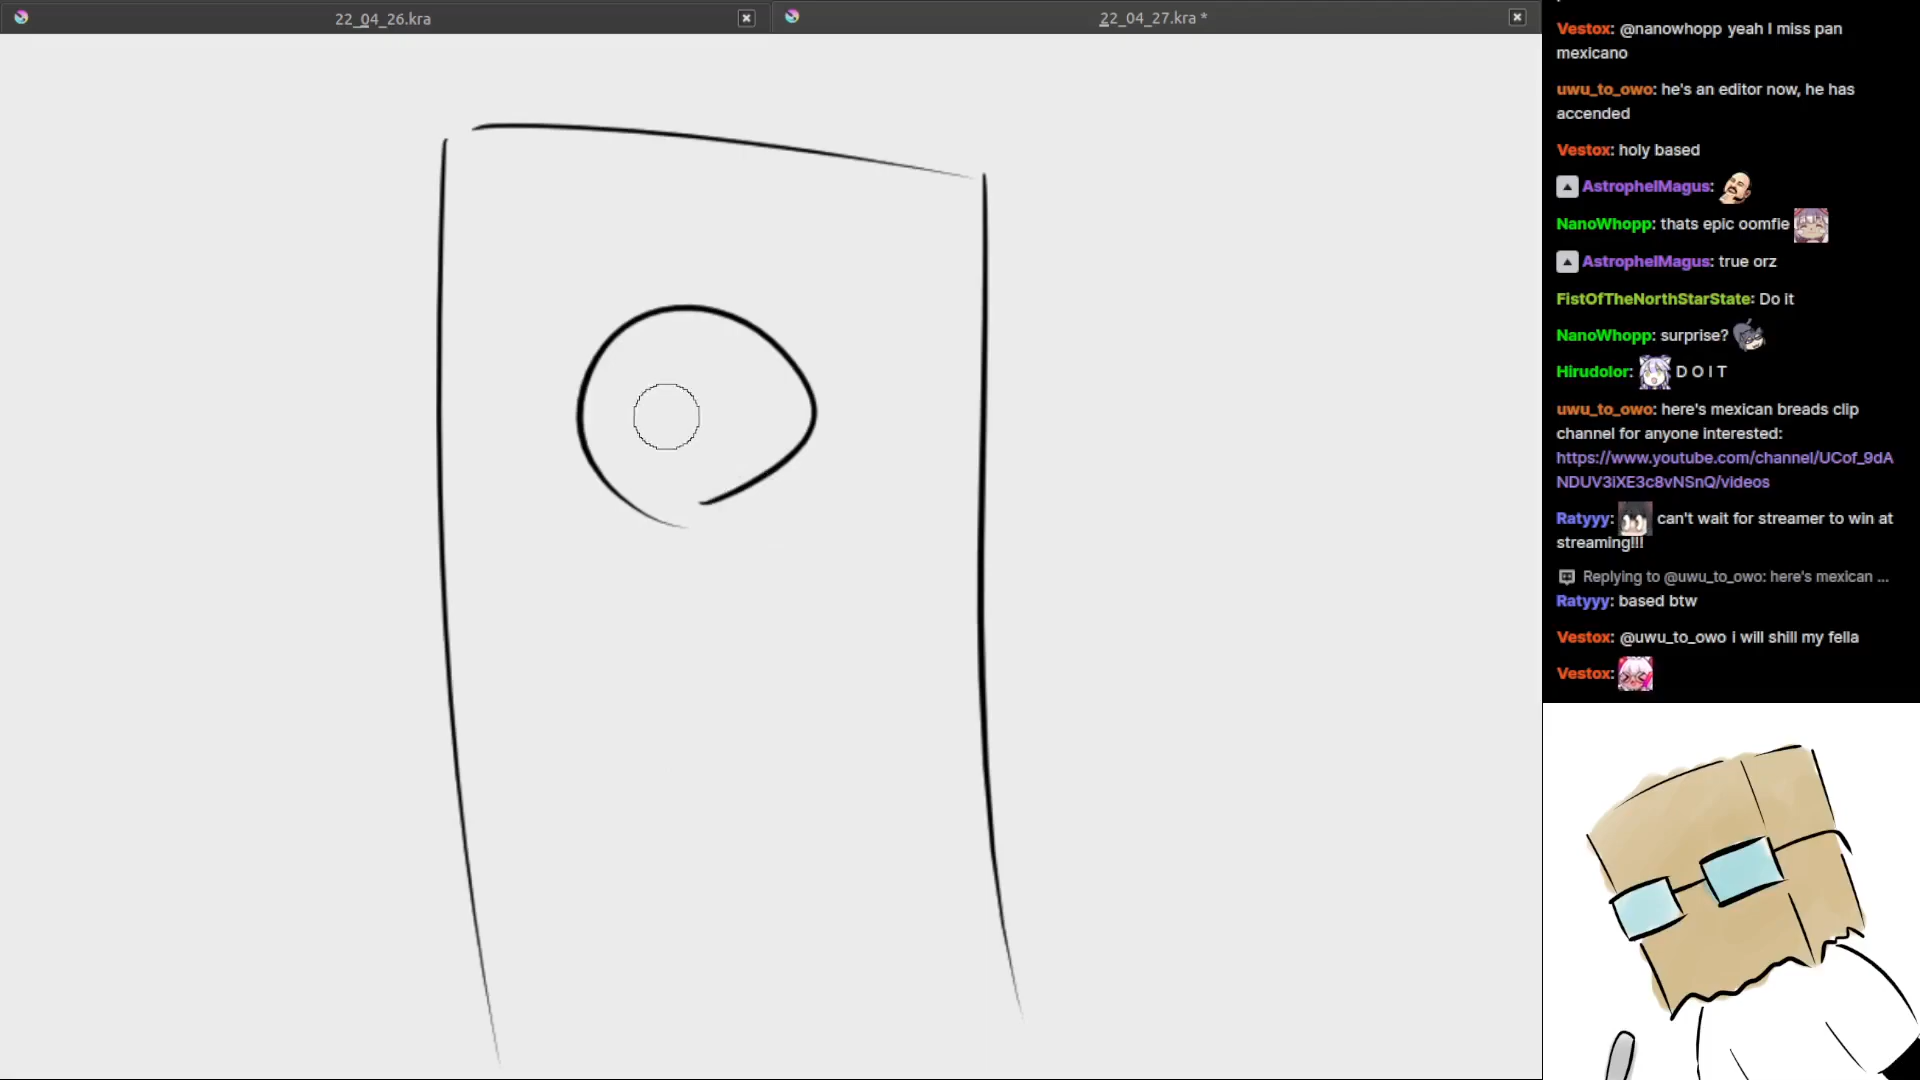 22_04_26.kra
22_04_27.kra *
Vestox: @nanowhopp yeah I miss pan
mexicano
uwu_to_owo: he's an editor now, he has
accended
Vestox: holy based
AstrophelMagus:
NanoWhopp: thats epic oomfie
AstrophelMagus: true orz
FistOfTheNorthStarState: Do it
NanoWhopp: surprise?
Hirudolor: D O I T
uwu_to_owo: here's mexican breads clip
channel for anyone interested:
https://www.youtube.com/channel/UCof_9dA
NDUV3lXE3c8vNSnQ/videos
Ratyyy: can't wait for streamer to win at
streaming!!!
Replying to @uwu_to_owo: here's mexican ...
Ratyyy: based btw
Vestox: @uwu_to_owo i will shill my fella
Vestox: